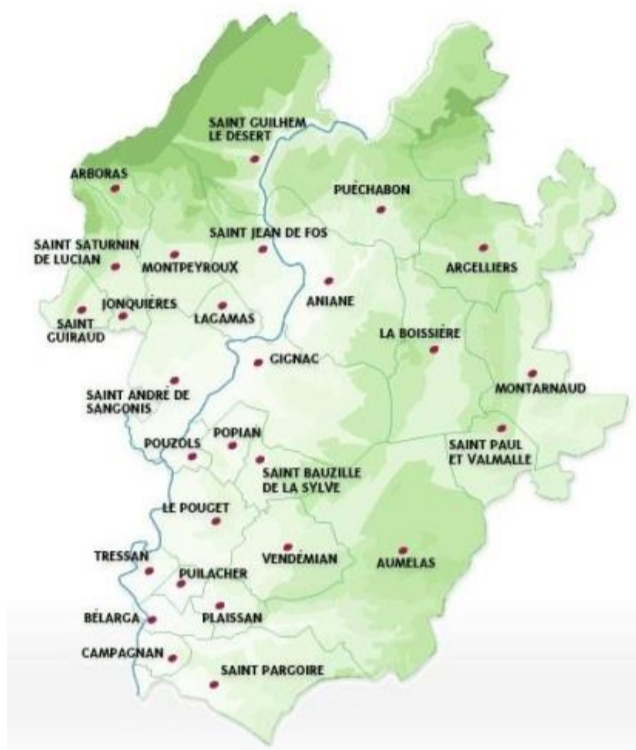 SAINT GUILHEM
LE DESERT
ARBORAS
PUÉCHABON
SAINT JEAN DE FOS
SAINT SATURNIN
DE LUCIAN
MONTPEYROUX
ARGELLIERS
ANIANE
JONQUIÈRES
SAINT
GUIRAUD
LAGAMAS
LA BOISSIÈRE
GIGNAC
MONTARNAUD
SAINT ANDRÉ DE
SANGONIS
POPIAN
POUZOLS
SAINT PAUL
ET VALMALLE
SAINT BAUZILLE
DE LA SYLVE
LE POUGET
TRESSAN
VENDÉMIAN
AUMELAS
PUILACHER
BÉLARGA
PLAISSAN
CAMPAGNAN
SAINT PARGOIRE